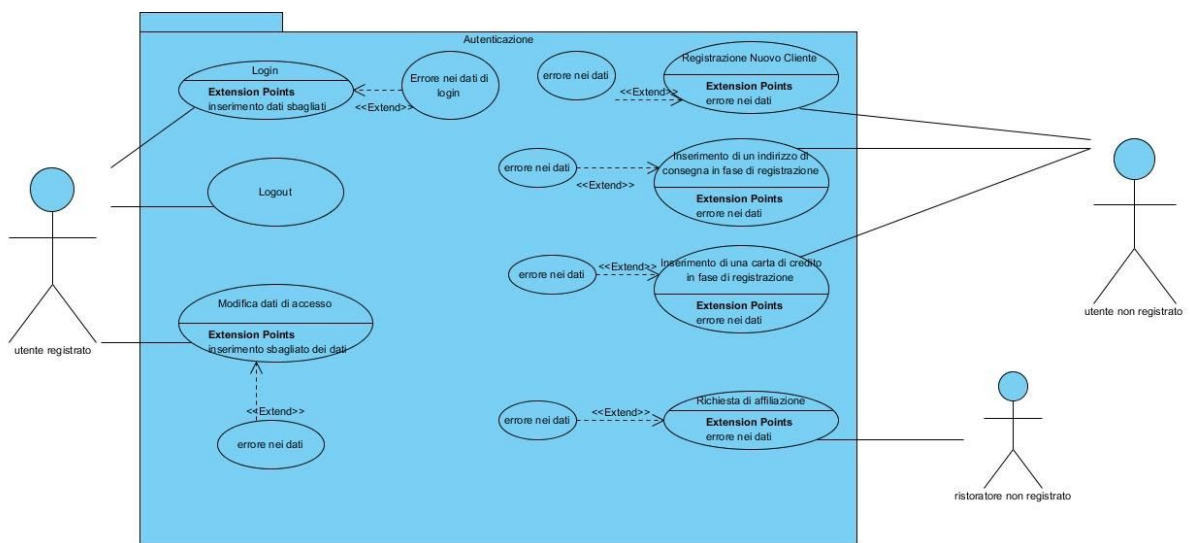 Autenticazione
Login
Extension Points
inserimento dati sbagliati
<<Extend>>
Errore nei dati di
login
Logout
Modifica dati di accesso
Extension Points
inserimento sbagliato dei dati
<<Extend>>
errore nei dati
utente registrato
errore nei dati
<<Extend>>
Registrazione Nuovo Cliente
Extension Points
errore nei dati
errore nei dati
<<Extend>>
Inserimento di un indirizzo di
consegna in fase di registrazione
Extension Points
errore nei dati
errore nei dati
<<Extend>>
Inserimento di una carta di credito
in fase di registrazione
Extension Points
errore nei dati
errore nei dati
<<Extend>>
Richiesta di affiliazione
Extension Points
errore nei dati
utente non registrato
ristoratore non registrato